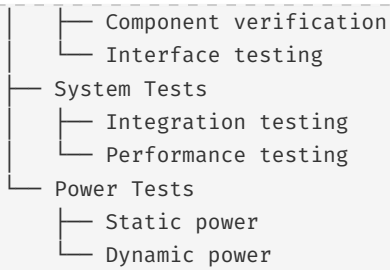 │   ├── Component verification
│   └── Interface testing
├── System Tests
│   ├── Integration testing
│   └── Performance testing
└── Power Tests
    ├── Static power
    └── Dynamic power